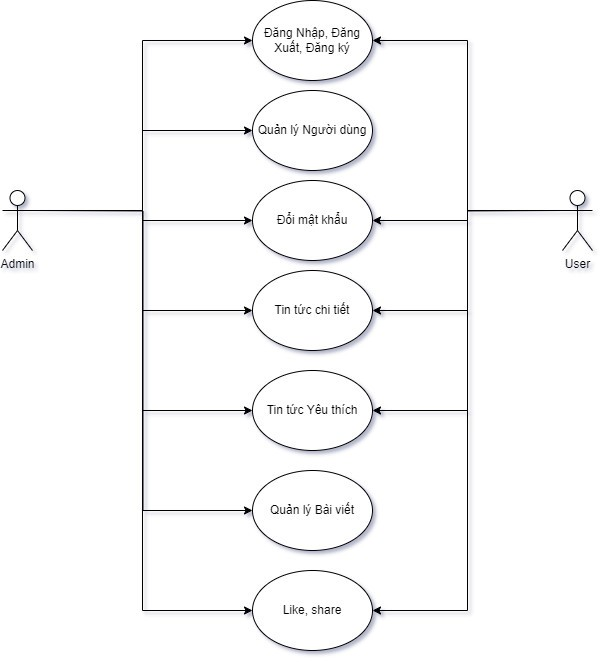 Đăng Nhập, Đăng
Xuất, Đăng ký
Quản lý Người dùng
Đổi mật khẩu
Admin
User
Tin tức chi tiết
Tin tức Yêu thích
Quản lý Bài viết
Like, share